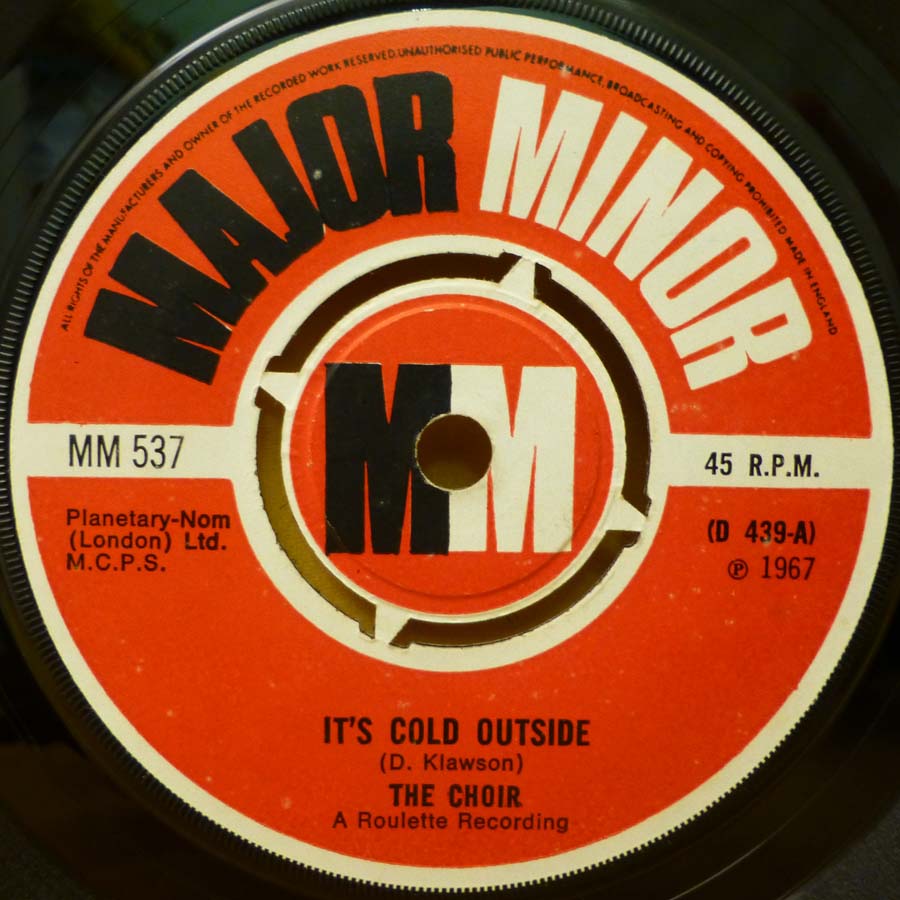 ALL RIGHTS OF THE MANUFACTURERS AND OWNER OF THE RECORDED WORK RESERVED. UNAUTHORISED PUBLIC PERFORMANCE, BROADCASTING AND COPYING PROHIBITED MADE IN ENGLAND
MAJOR MINOR
MM
MM 537
45 R.P.M.
Planetary-Nom
(London) Ltd.
M.C.P.S.
(D 439-A)
℗ 1967
IT'S COLD OUTSIDE
(D. Klawson)
THE CHOIR
A Roulette Recording